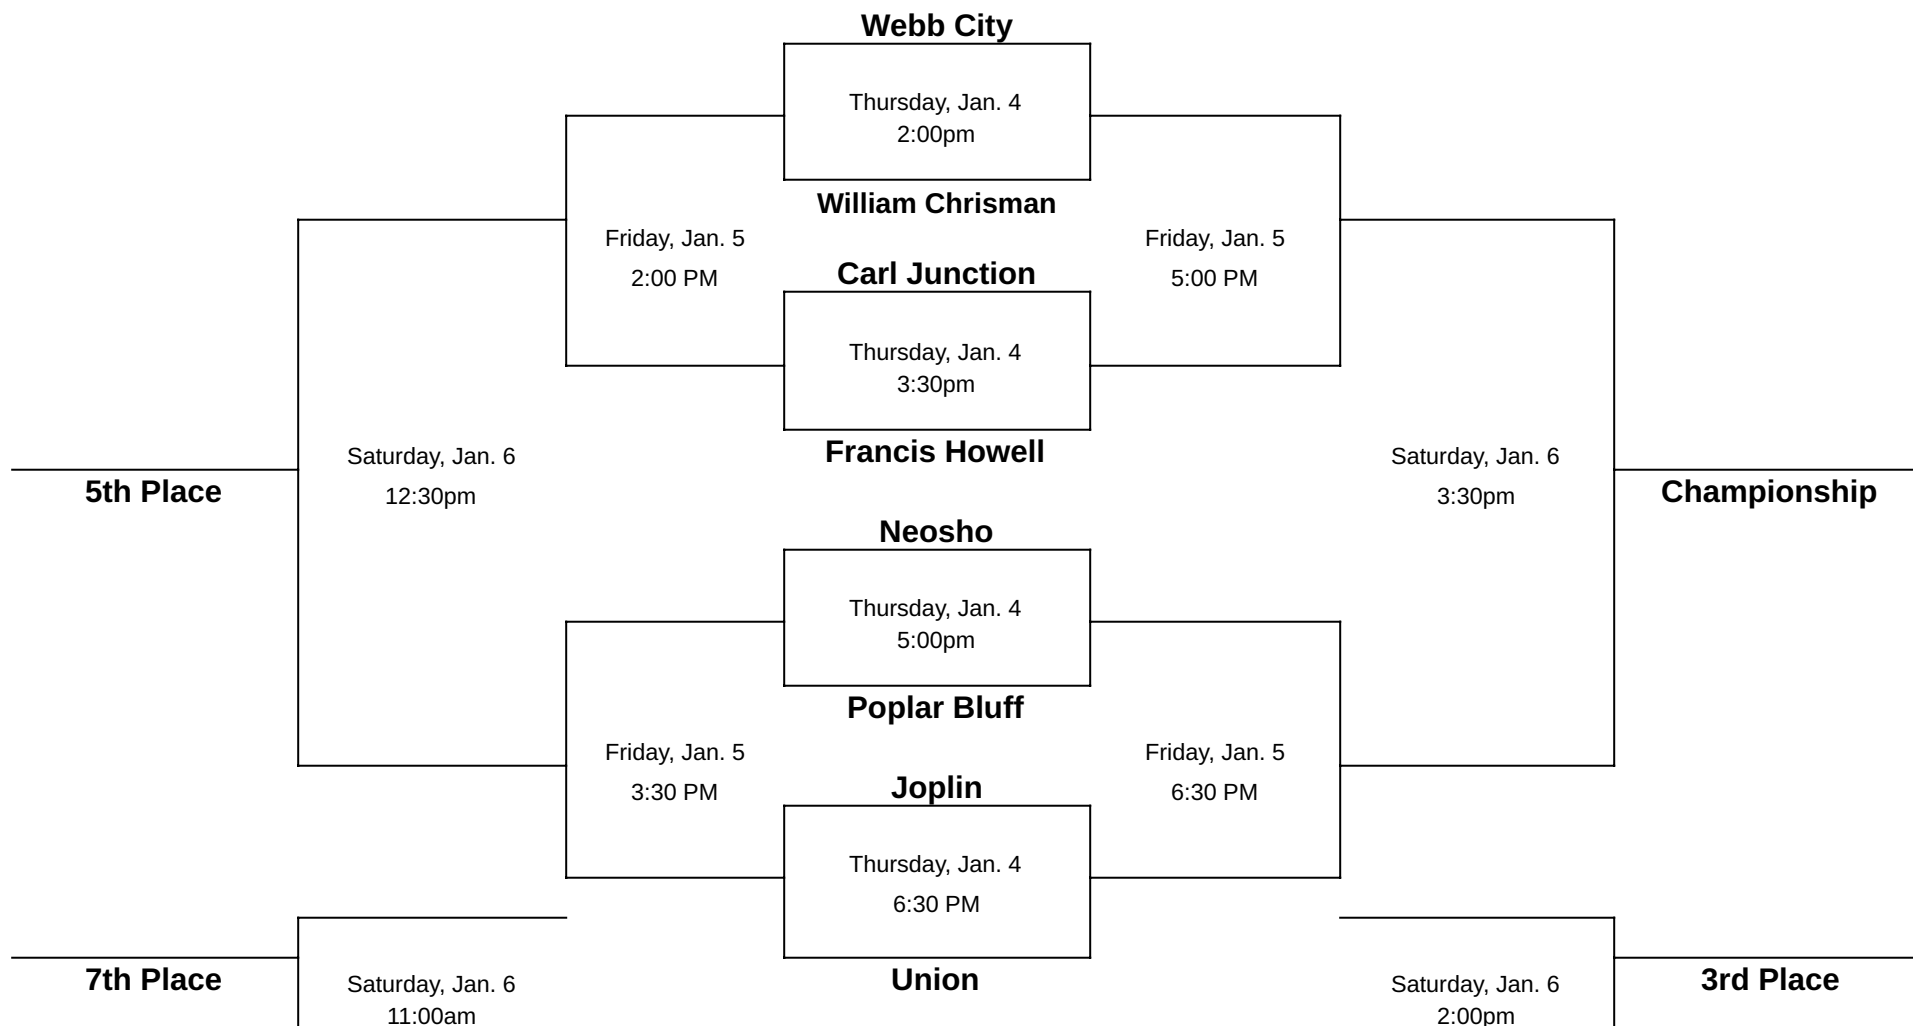 Webb City
Thursday, Jan. 4
2:00pm
William Chrisman
Friday, Jan. 5
2:00 PM
Friday, Jan. 5
5:00 PM
Carl Junction
Thursday, Jan. 4
3:30pm
Francis Howell
Saturday, Jan. 6
12:30pm
5th Place
Saturday, Jan. 6
3:30pm
Championship
Neosho
Thursday, Jan. 4
5:00pm
Poplar Bluff
Friday, Jan. 5
3:30 PM
Friday, Jan. 5
6:30 PM
Joplin
Thursday, Jan. 4
6:30 PM
Union
7th Place
Saturday, Jan. 6
11:00am
Saturday, Jan. 6
2:00pm
3rd Place